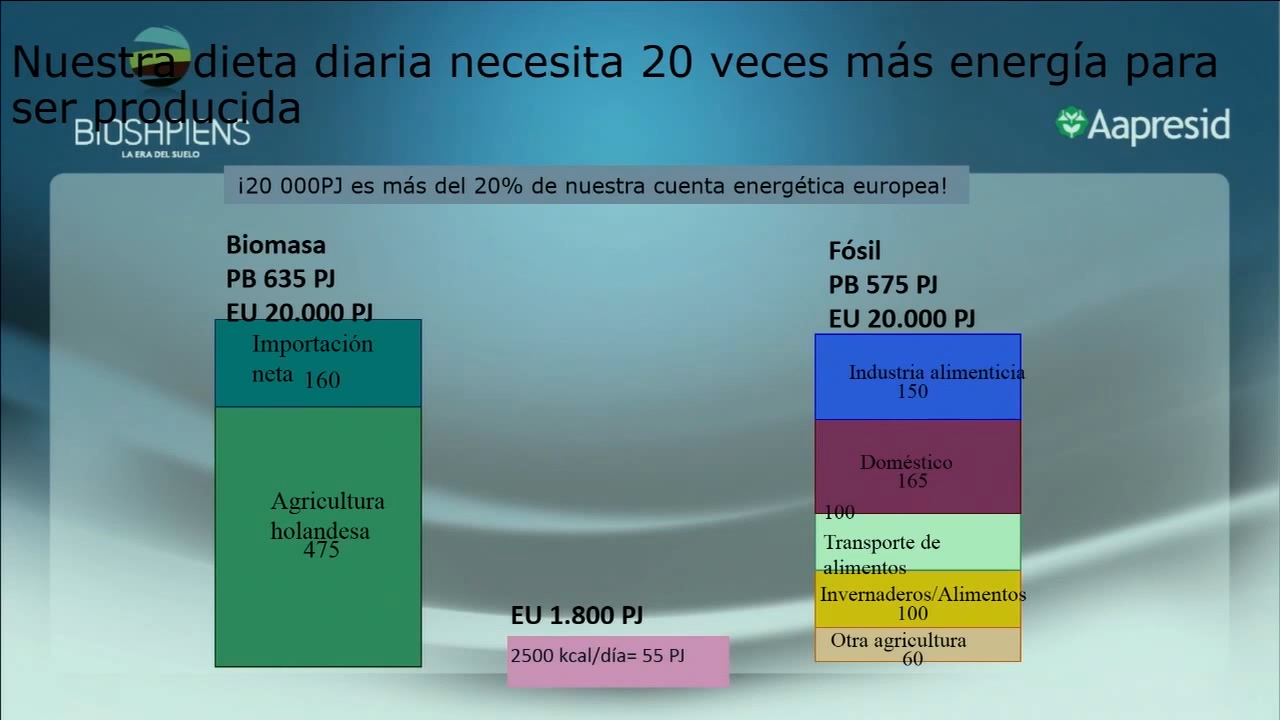 Nuestra dieta diaria necesita 20 veces más energía para
ser producida
BIOSAPIENS
LA ERA DEL SUELO
Aapresid
¡20 000PJ es más del 20% de nuestra cuenta energética europea!
Biomasa
PB 635 PJ
EU 20.000 PJ
Importación
neta 160
Agricultura
holandesa
475
EU 1.800 PJ
2500 kcal/día= 55 PJ
Fósil
PB 575 PJ
EU 20.000 PJ
Industria alimenticia
150
Doméstico
165
100
Transporte de
alimentos
Invernaderos/Alimentos
100
Otra agricultura
60